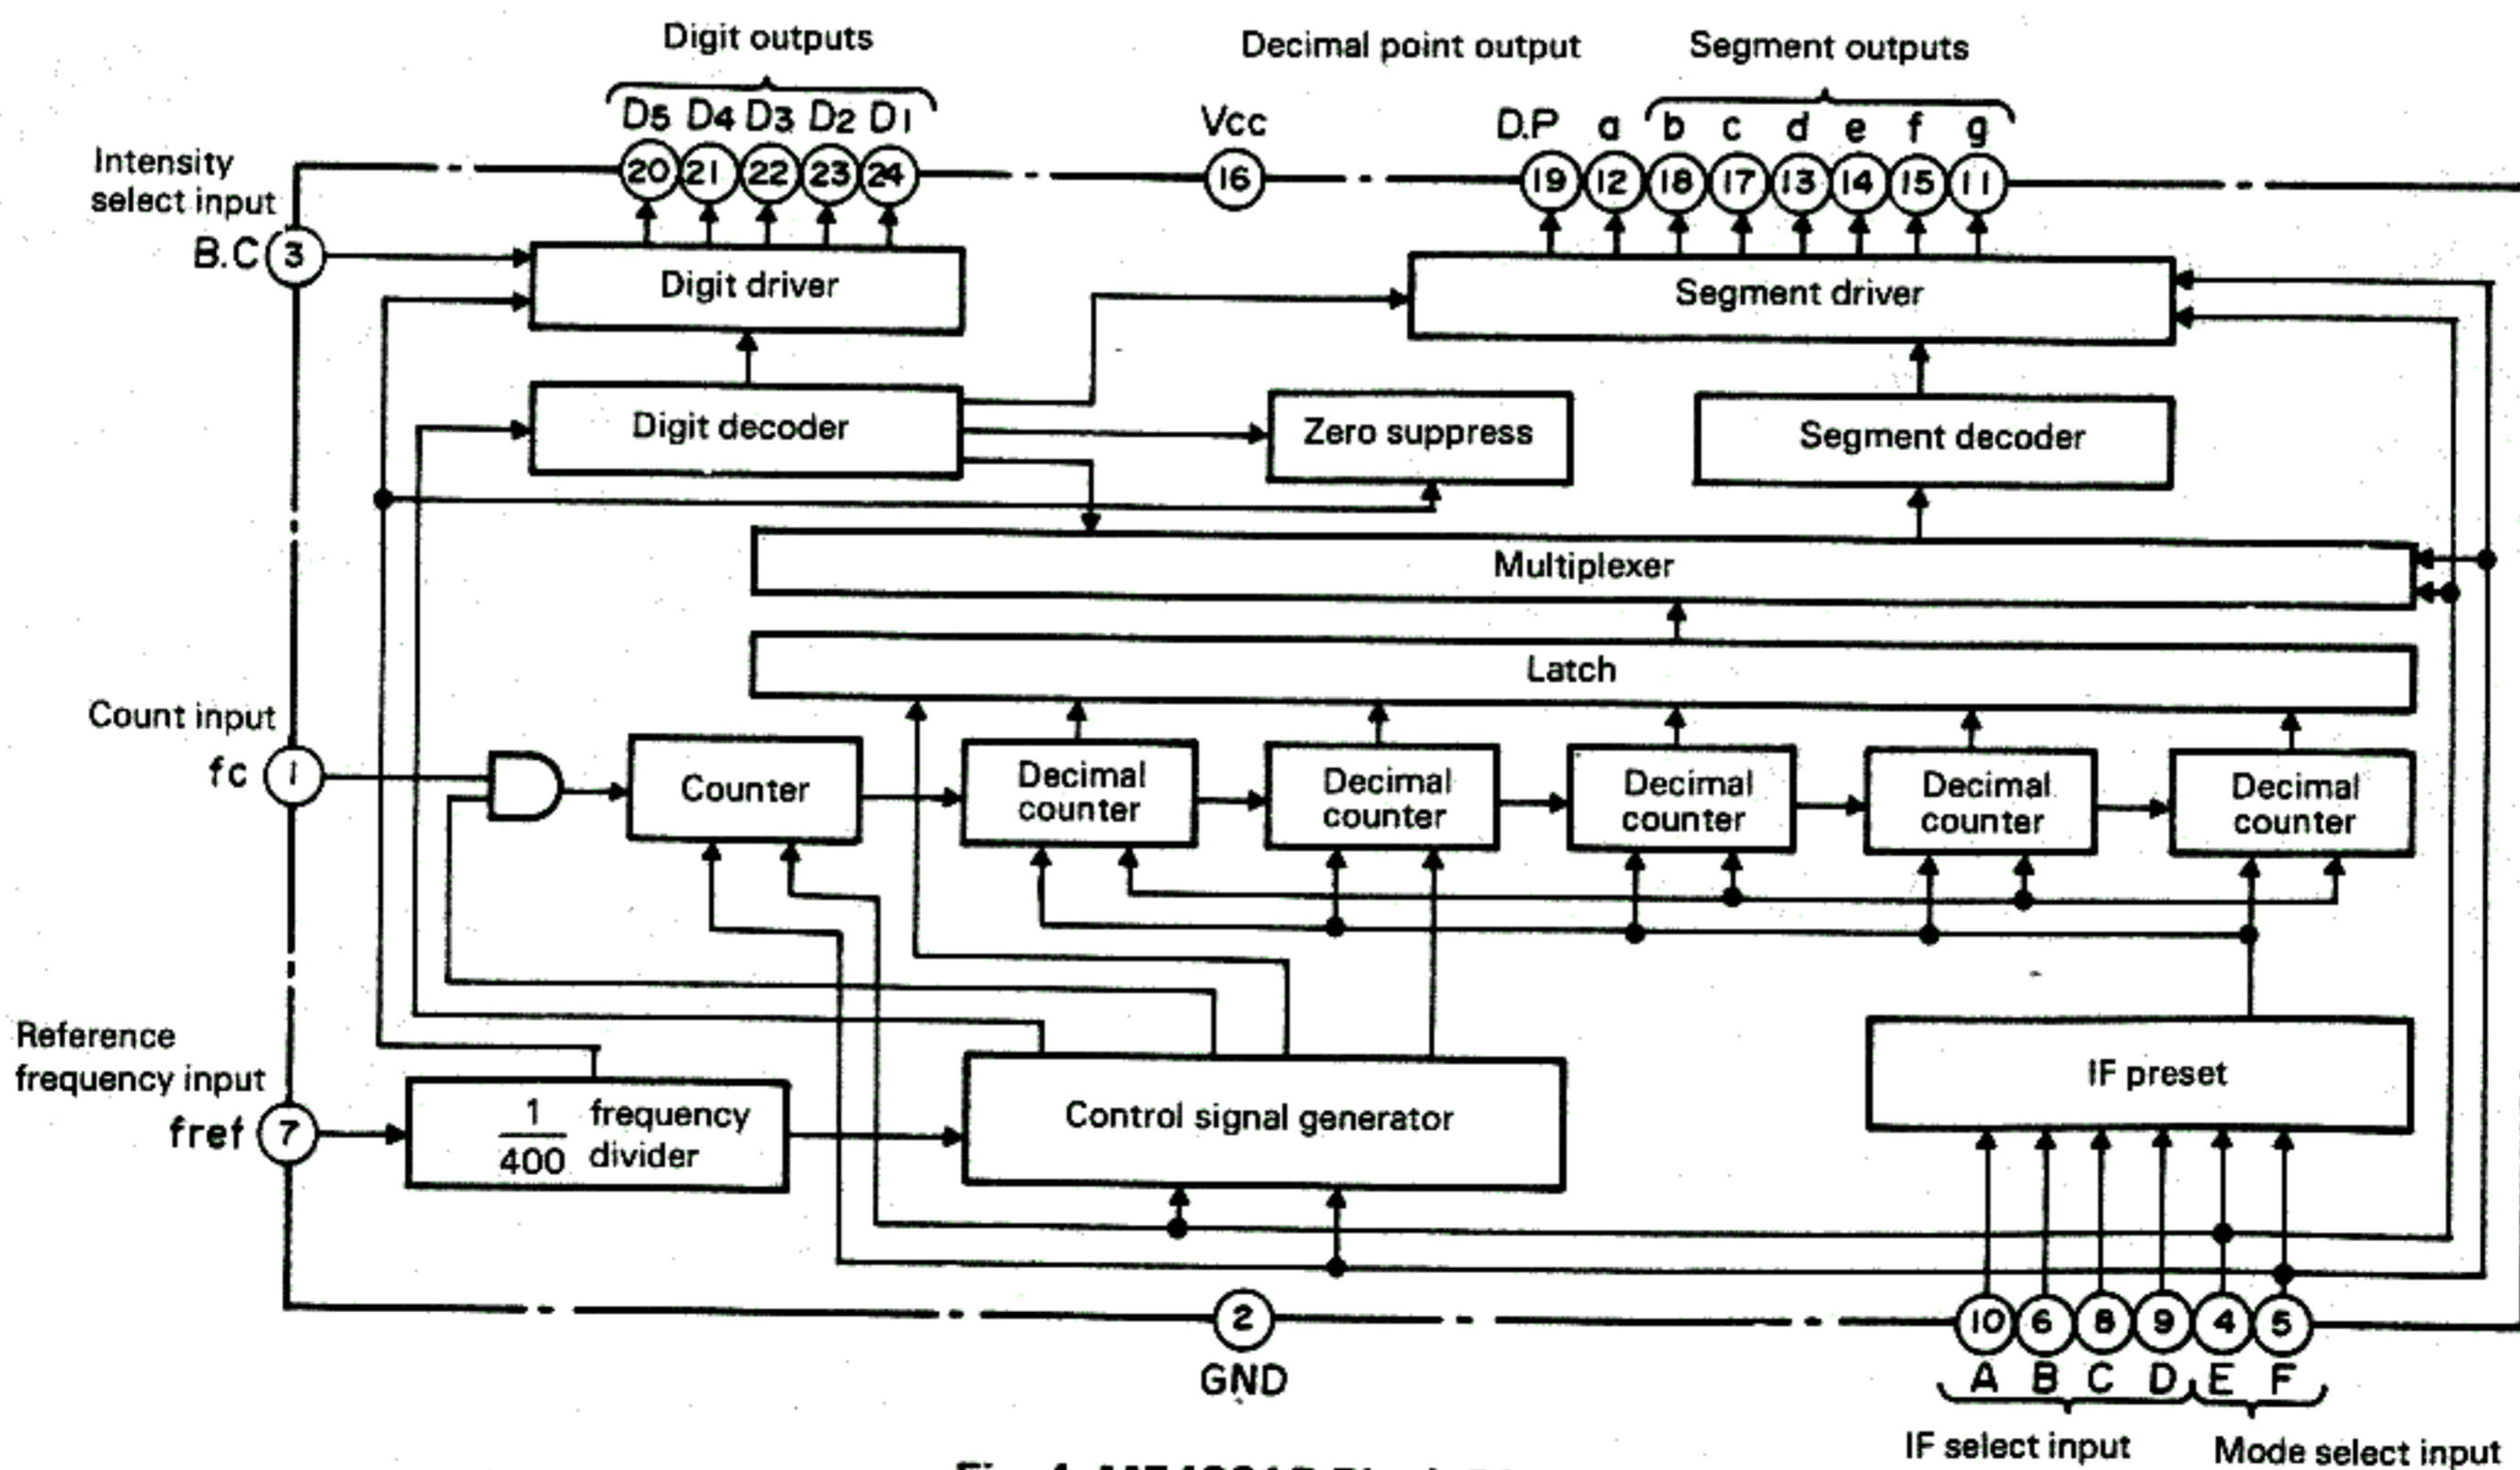 Digit outputs
Decimal point output
Segment outputs
D5 D4 D3 D2 D1
Vcc
D.P a b c d e f g
20 21 22 23 24
16
19 12 18 17 13 14 15 11
Intensity
select input
B.C 3
Digit driver
Segment driver
Digit decoder
Zero suppress
Segment decoder
Multiplexer
Latch
Count input
fc 1
Counter
Decimal
counter
Decimal
counter
Decimal
counter
Decimal
counter
Decimal
counter
Reference
frequency input
fref 7
1
400
frequency
divider
Control signal generator
IF preset
2
GND
10 6 8 9 4 5
A B C D E F
IF select input
Mode select input